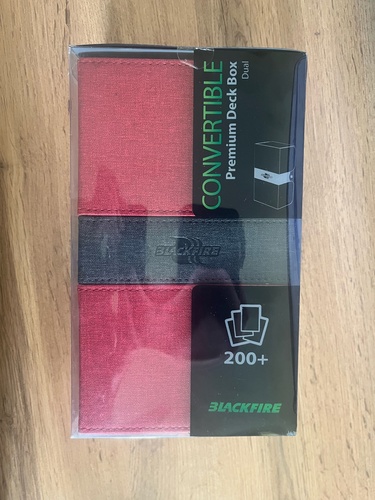 CONVERTIBLE
Premium Deck Box
Dual
BLACKFIRE
200+
BLACKFIRE